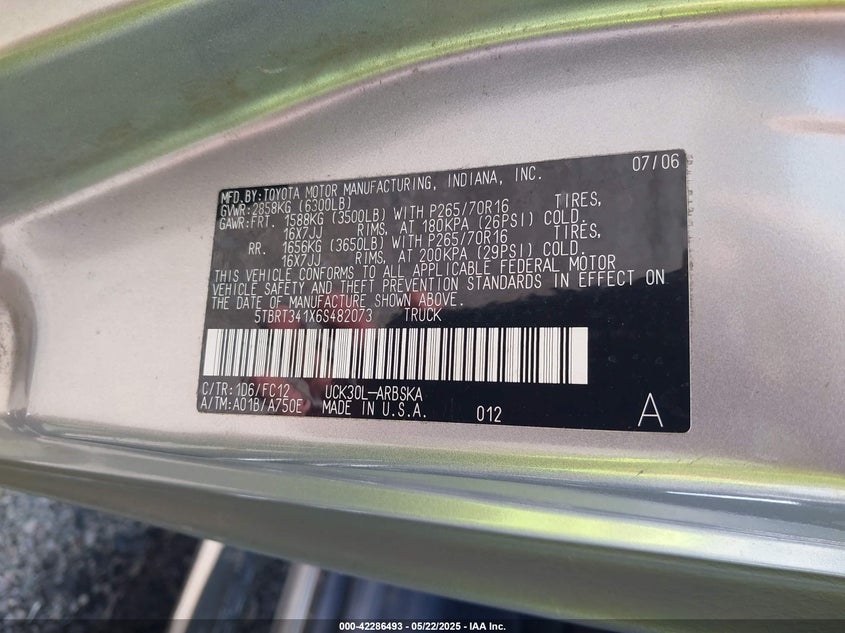 07/06
MFD.BY:TOYOTA MOTOR MANUFACTURING, INDIANA, INC.
GVWR:2858KG (6300LB)
GAWR:FRT. 1588KG (3500LB) WITH P265/70R16 TIRES,
16X7JJ RIMS, AT 180KPA (26PSI) COLD.
RR. 1656KG (3650LB) WITH P265/70R16 TIRES,
16X7JJ RIMS, AT 200KPA (29PSI) COLD.
THIS VEHICLE CONFORMS TO ALL APPLICABLE FEDERAL MOTOR
VEHICLE SAFETY AND THEFT PREVENTION STANDARDS IN EFFECT ON
THE DATE OF MANUFACTURE SHOWN ABOVE.
5TBRT341X6S482073 TRUCK
C/TR:1D6/FC12 UCK30L-ARBSKA
A/TM:A01B/A750E MADE IN U.S.A. 012
A
000-42286493 - 05/22/2025 - IAA Inc.